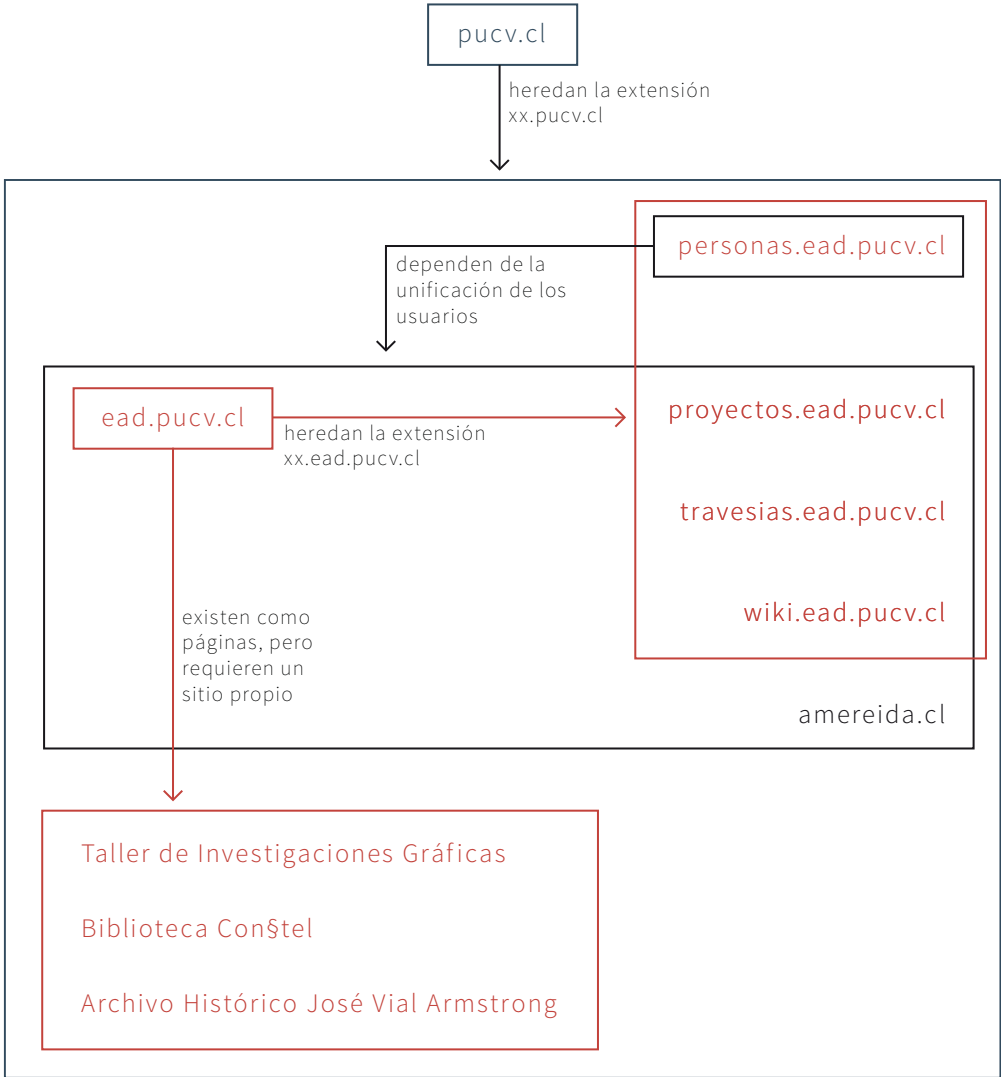 pucv.cl
heredan la extensión
xx.pucv.cl
personas.ead.pucv.cl
dependen de la
unificación de los
usuarios
ead.pucv.cl
heredan la extensión
xx.ead.pucv.cl
proyectos.ead.pucv.cl
travesias.ead.pucv.cl
wiki.ead.pucv.cl
existen como
páginas, pero
requieren un
sitio propio
amereida.cl
Taller de Investigaciones Gráficas
Biblioteca Con§tel
Archivo Histórico José Vial Armstrong